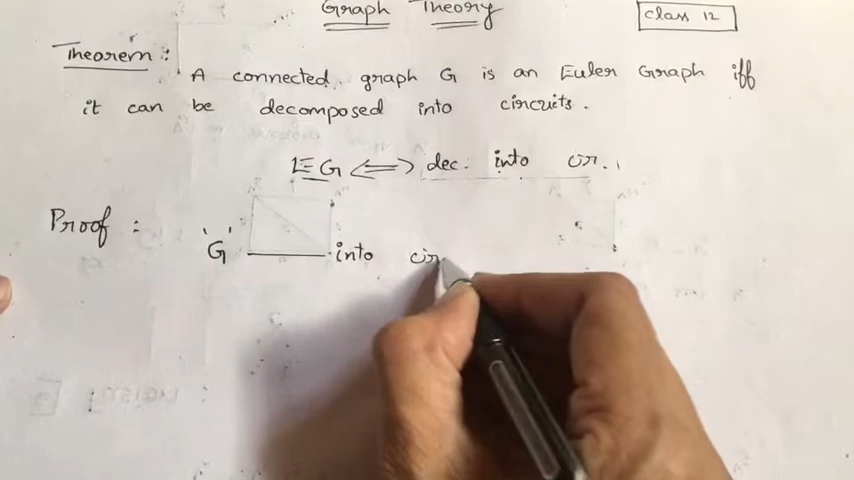 Graph Theory
Class 12
Theorem :
A connected graph G is an Euler Graph iff
it can be decomposed into circuits.
EG ⟺ dec. into cir.
Proof :
'G' into cir